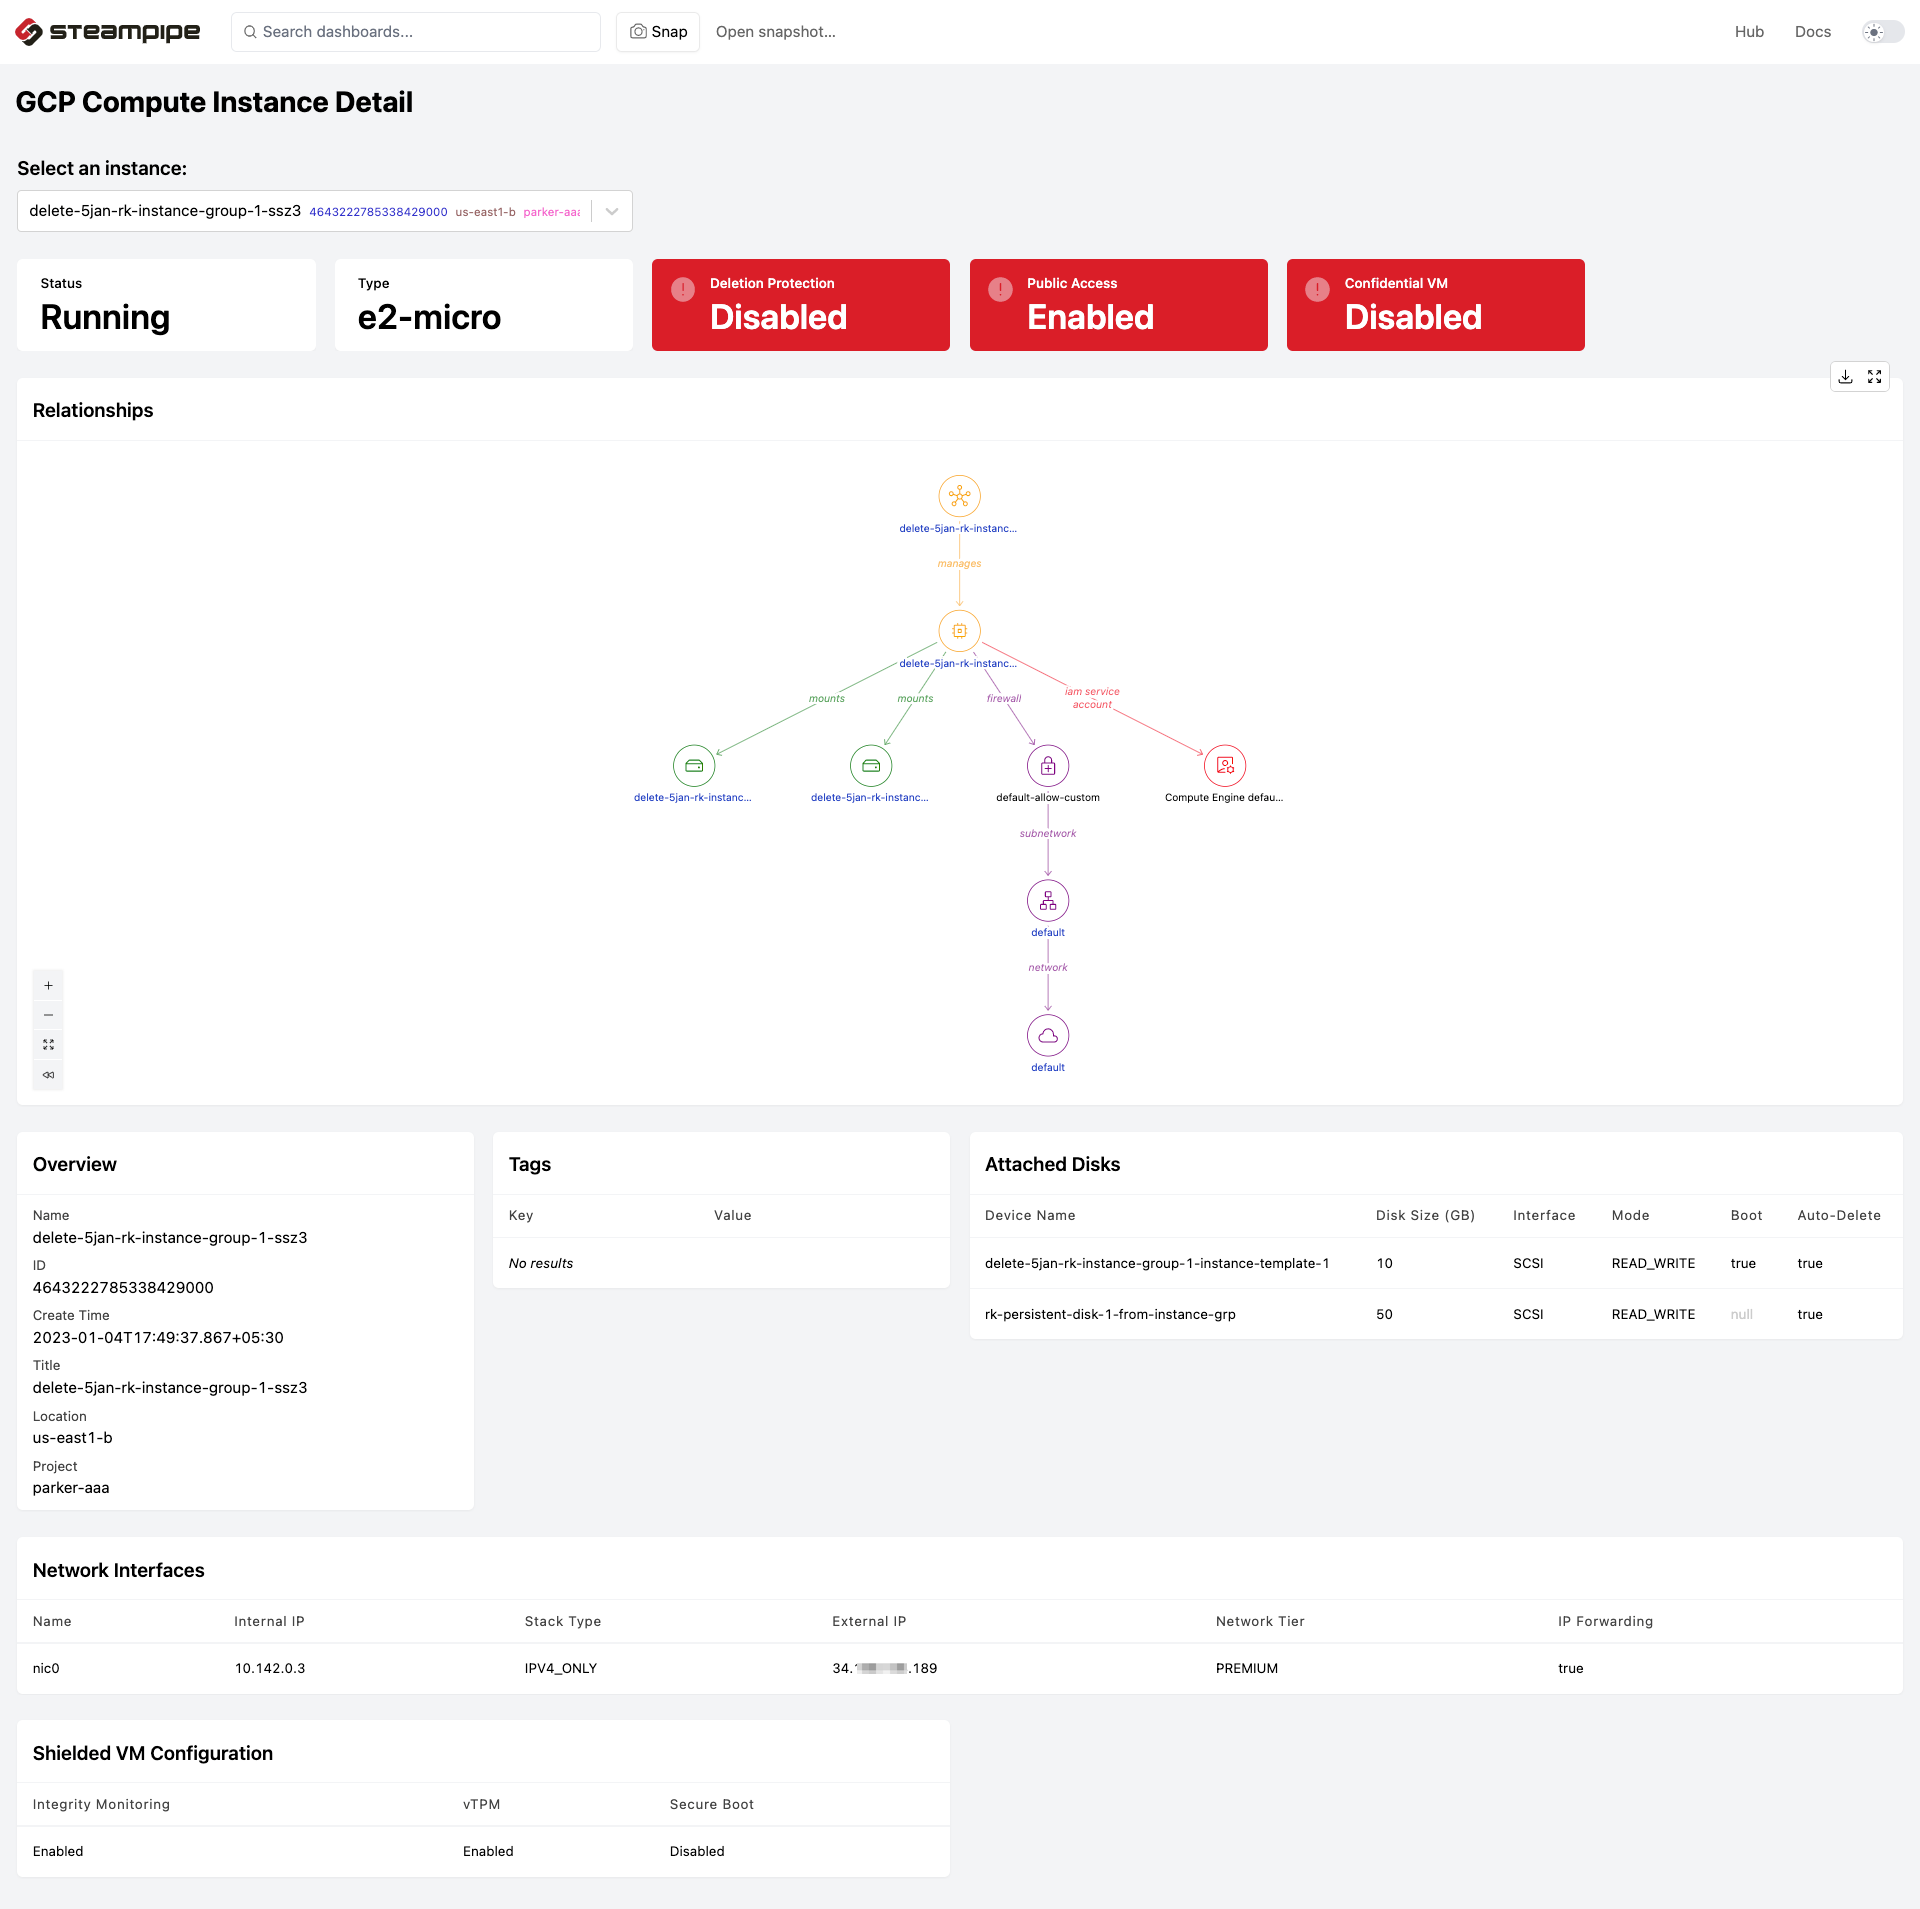 steampipe
Search dashboards...
Snap
Open snapshot...
Hub
Docs
GCP Compute Instance Detail
Select an instance:
delete-5jan-rk-instance-group-1-ssz3 4643222785338429000 us-east1-b parker-aaa
Status
Running
Type
e2-micro
Deletion Protection
Disabled
Public Access
Enabled
Confidential VM
Disabled
Relationships
delete-5jan-rk-instanc...
manages
delete-5jan-rk-instanc...
mounts
mounts
firewall
iam service
account
delete-5jan-rk-instanc...
delete-5jan-rk-instanc...
default-allow-custom
Compute Engine defau...
subnetwork
default
network
default
Overview
Name
delete-5jan-rk-instance-group-1-ssz3
ID
4643222785338429000
Create Time
2023-01-04T17:49:37.867+05:30
Title
delete-5jan-rk-instance-group-1-ssz3
Location
us-east1-b
Project
parker-aaa
Tags
Key Value
No results
Attached Disks
Device Name Disk Size (GB) Interface Mode Boot Auto-Delete
delete-5jan-rk-instance-group-1-instance-template-1 10 SCSI READ_WRITE true true
rk-persistent-disk-1-from-instance-grp 50 SCSI READ_WRITE null true
Network Interfaces
Name Internal IP Stack Type External IP Network Tier IP Forwarding
nic0 10.142.0.3 IPV4_ONLY 34. .189 PREMIUM true
Shielded VM Configuration
Integrity Monitoring vTPM Secure Boot
Enabled Enabled Disabled